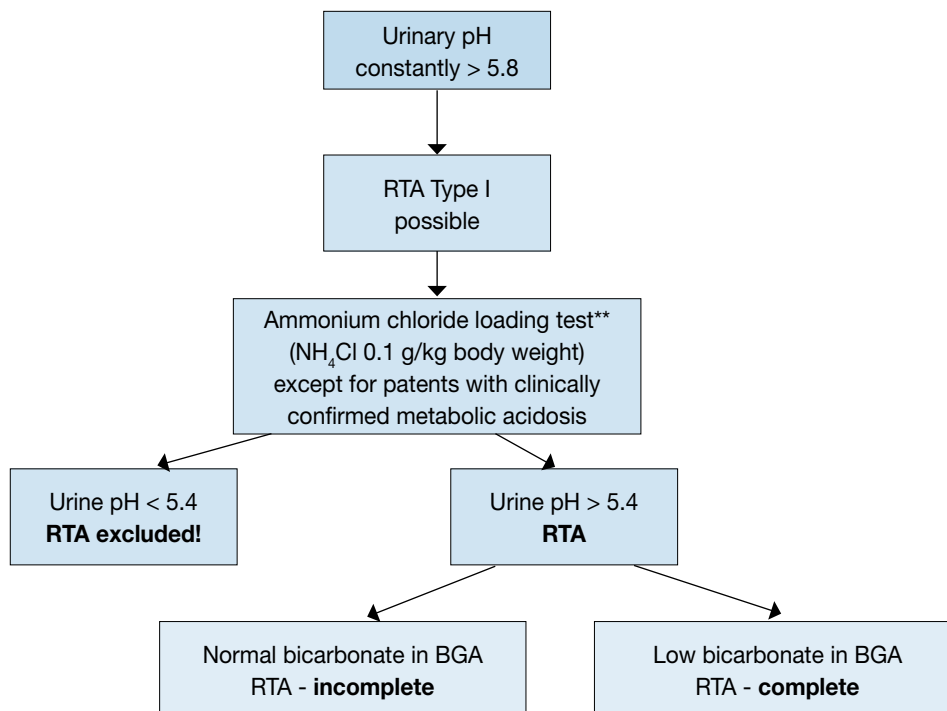 Urinary pH
constantly > 5.8
RTA Type I
possible
Ammonium chloride loading test**
(NH₄Cl 0.1 g/kg body weight)
except for patents with clinically
confirmed metabolic acidosis
Urine pH < 5.4
RTA excluded!
Urine pH > 5.4
RTA
Normal bicarbonate in BGA
RTA - incomplete
Low bicarbonate in BGA
RTA - complete